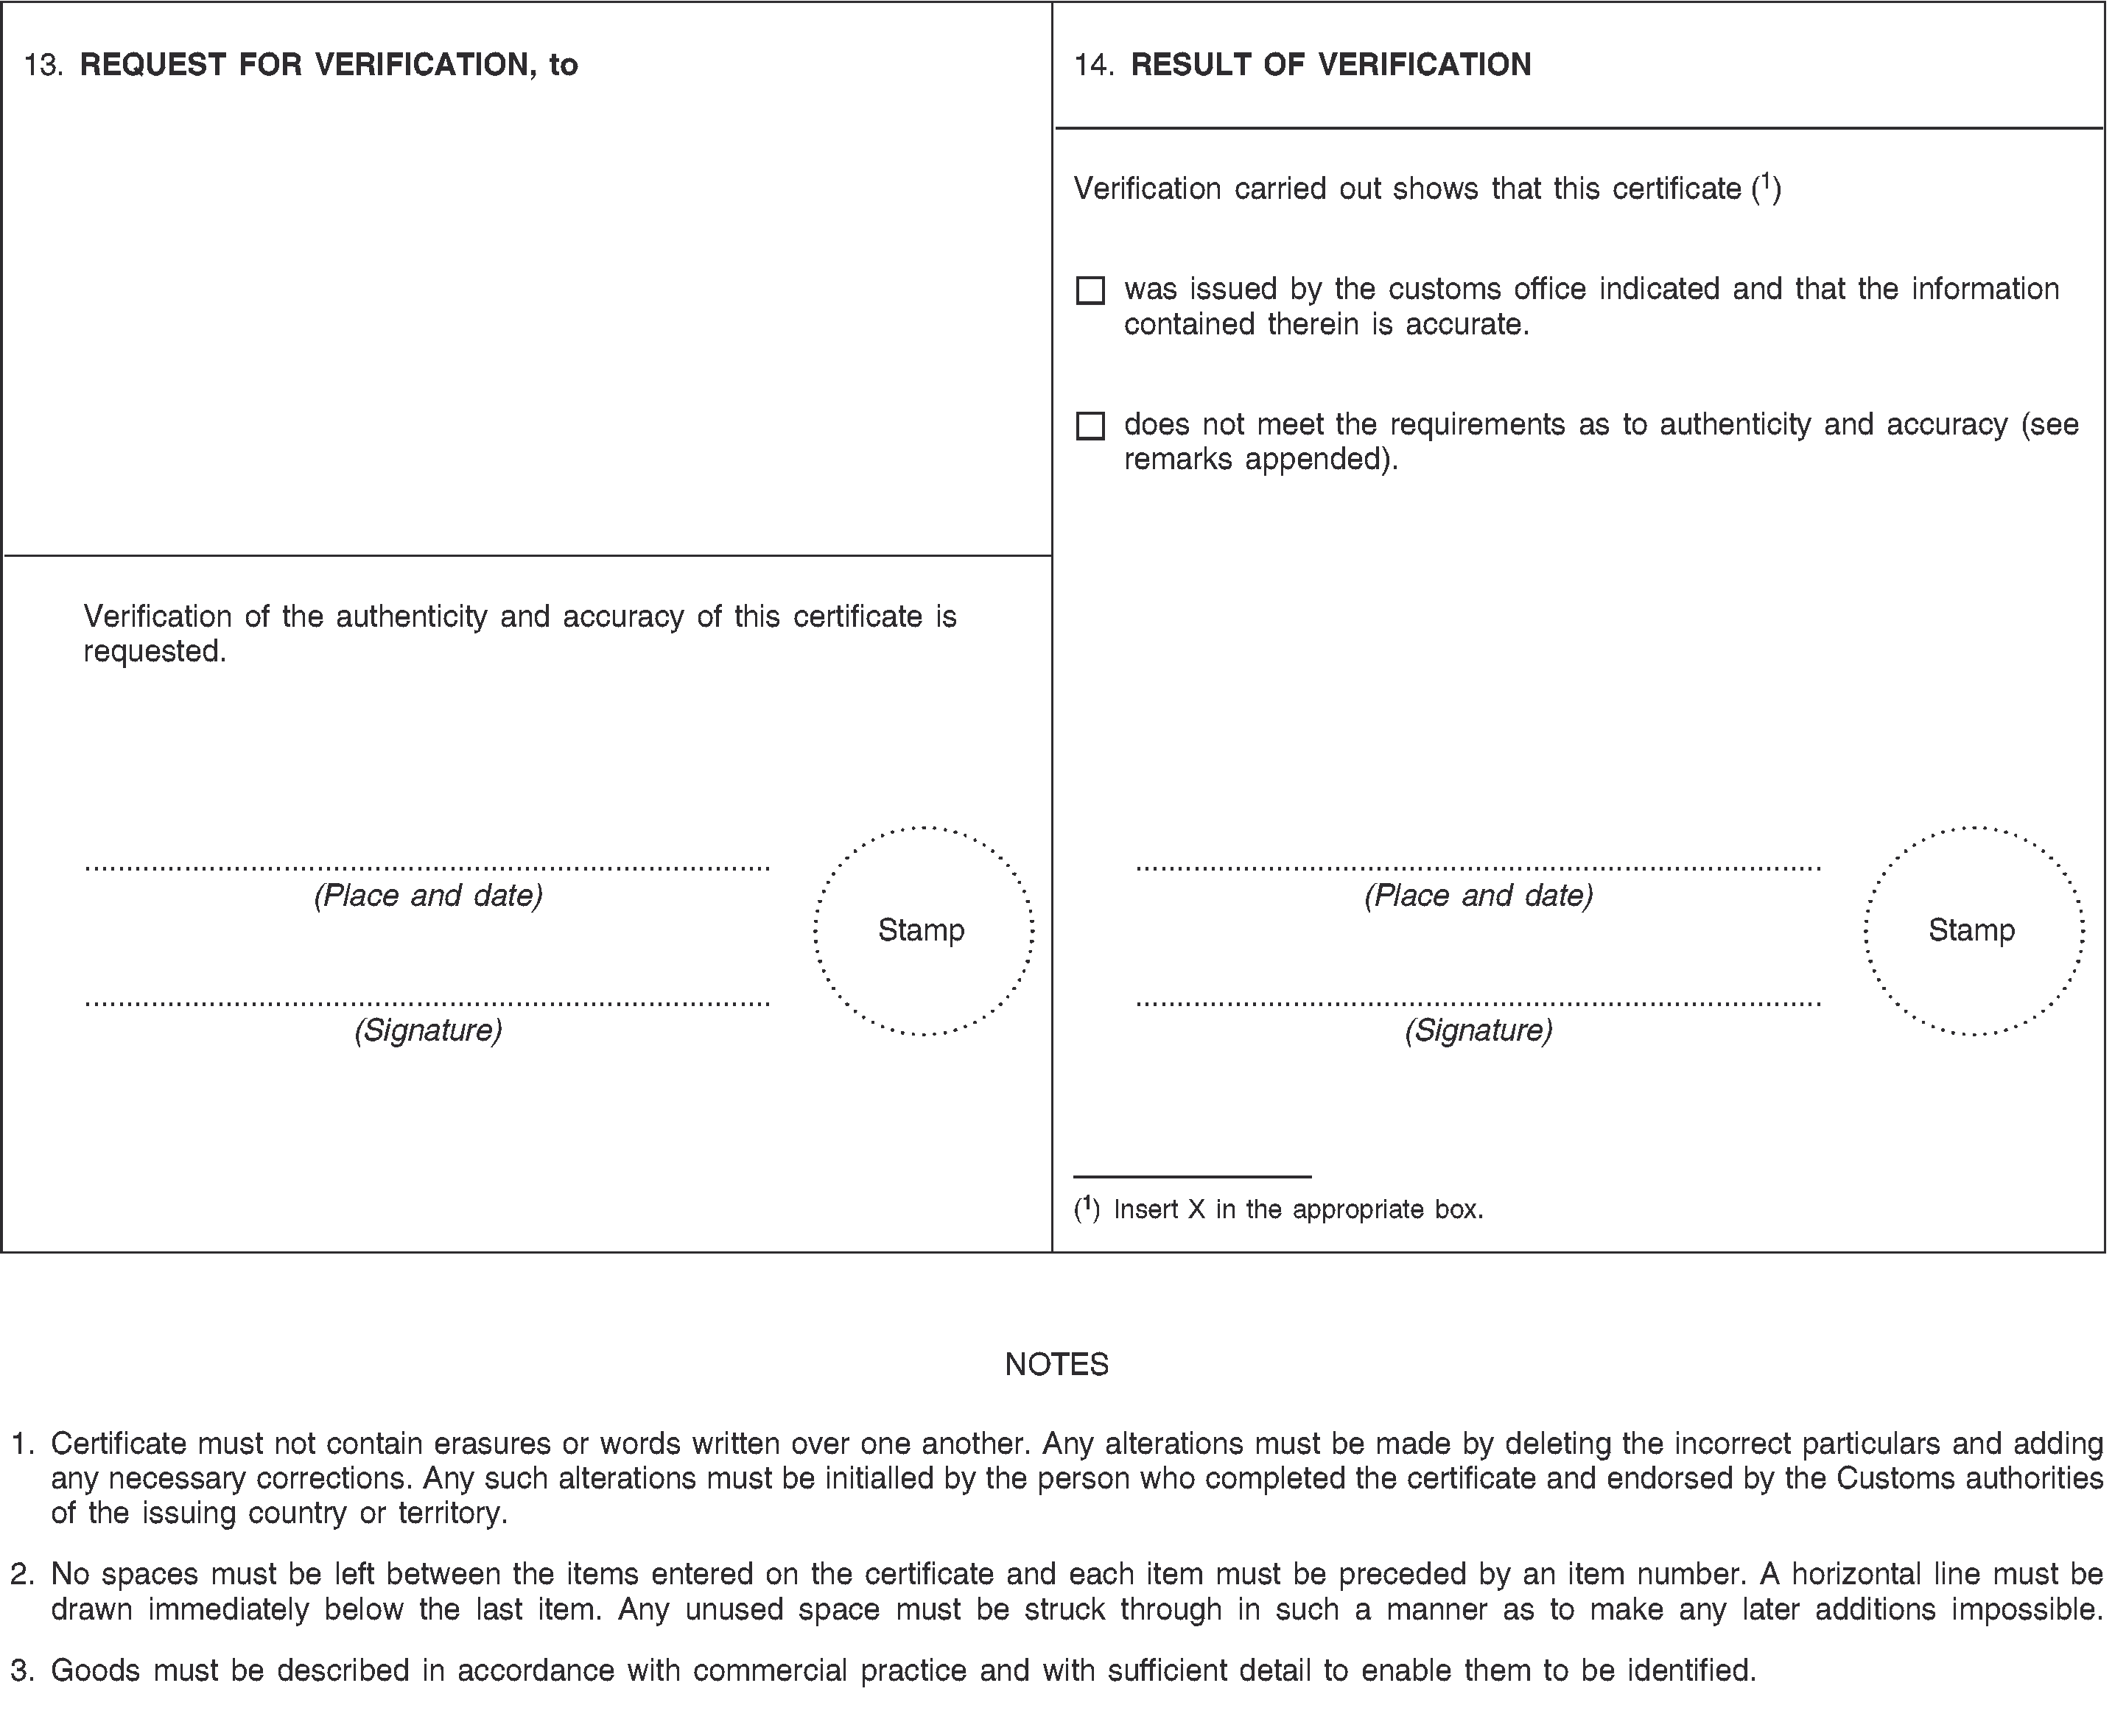 13. REQUEST FOR VERIFICATION, to
Verification of the authenticity and accuracy of this certificate is
requested.
(Place and date)
Stamp
(Signature)
14. RESULT OF VERIFICATION
Verification carried out shows that this certificate (1)
was issued by the customs office indicated and that the information
contained therein is accurate.
does not meet the requirements as to authenticity and accuracy (see
remarks appended).
(Place and date)
Stamp
(Signature)
(1) Insert X in the appropriate box.
NOTES
1. Certificate must not contain erasures or words written over one another. Any alterations must be made by deleting the incorrect particulars and adding
any necessary corrections. Any such alterations must be initialled by the person who completed the certificate and endorsed by the Customs authorities
of the issuing country or territory.
2. No spaces must be left between the items entered on the certificate and each item must be preceded by an item number. A horizontal line must be
drawn immediately below the last item. Any unused space must be struck through in such a manner as to make any later additions impossible.
3. Goods must be described in accordance with commercial practice and with sufficient detail to enable them to be identified.